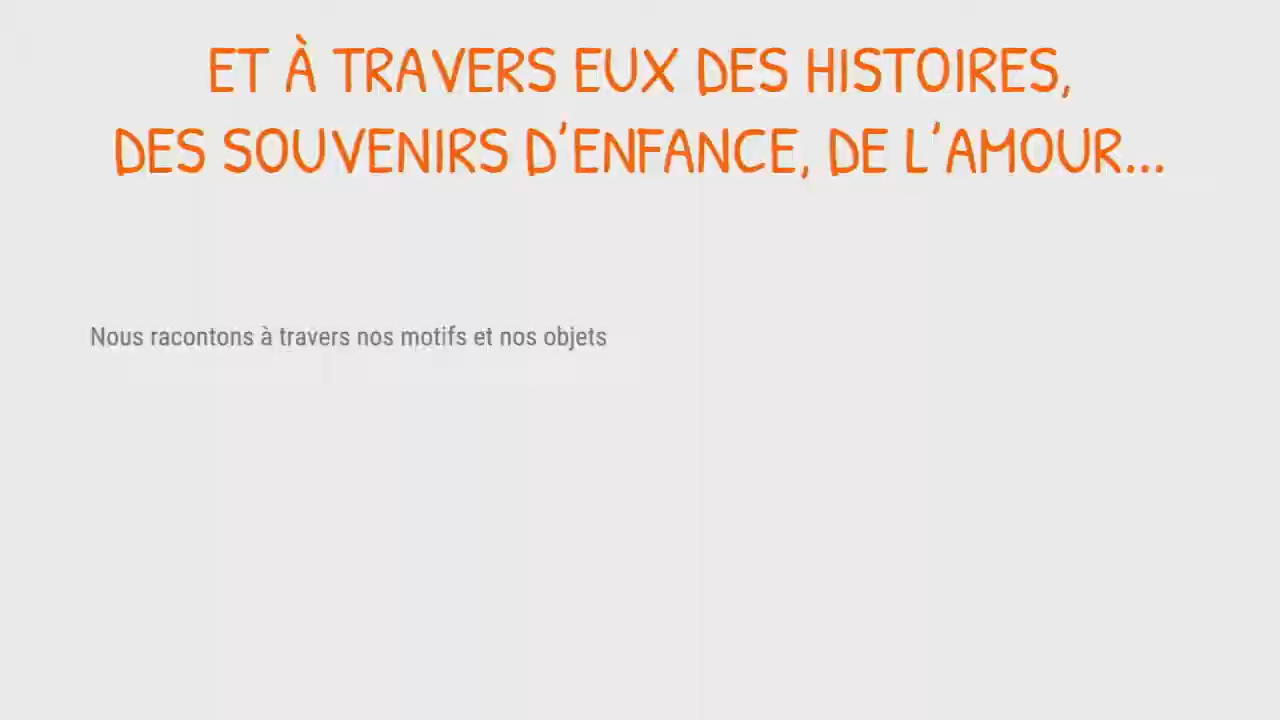 ET À TRAVERS EUX DES HISTOIRES,
DES SOUVENIRS D'ENFANCE, DE L'AMOUR...
Nous racontons à travers nos motifs et nos objets